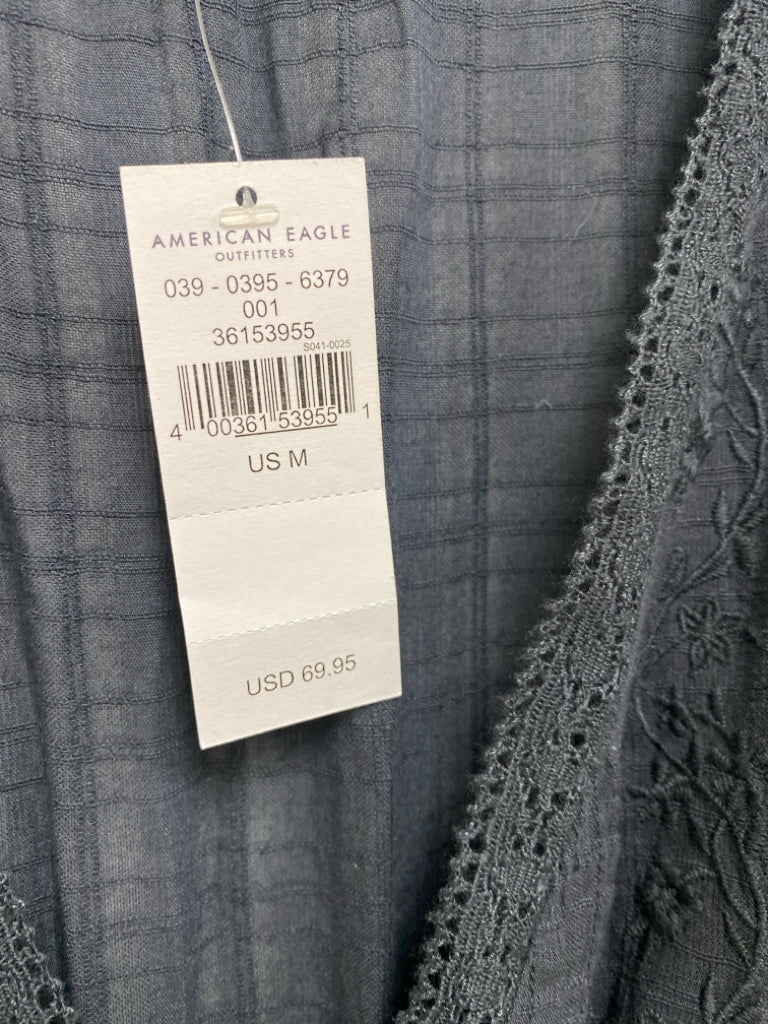 AMERICAN EAGLE
OUTFITTERS
039 - 0395 - 6379
001
36153955
S041-0025
4 00361 53955 1
US M
USD 69.95